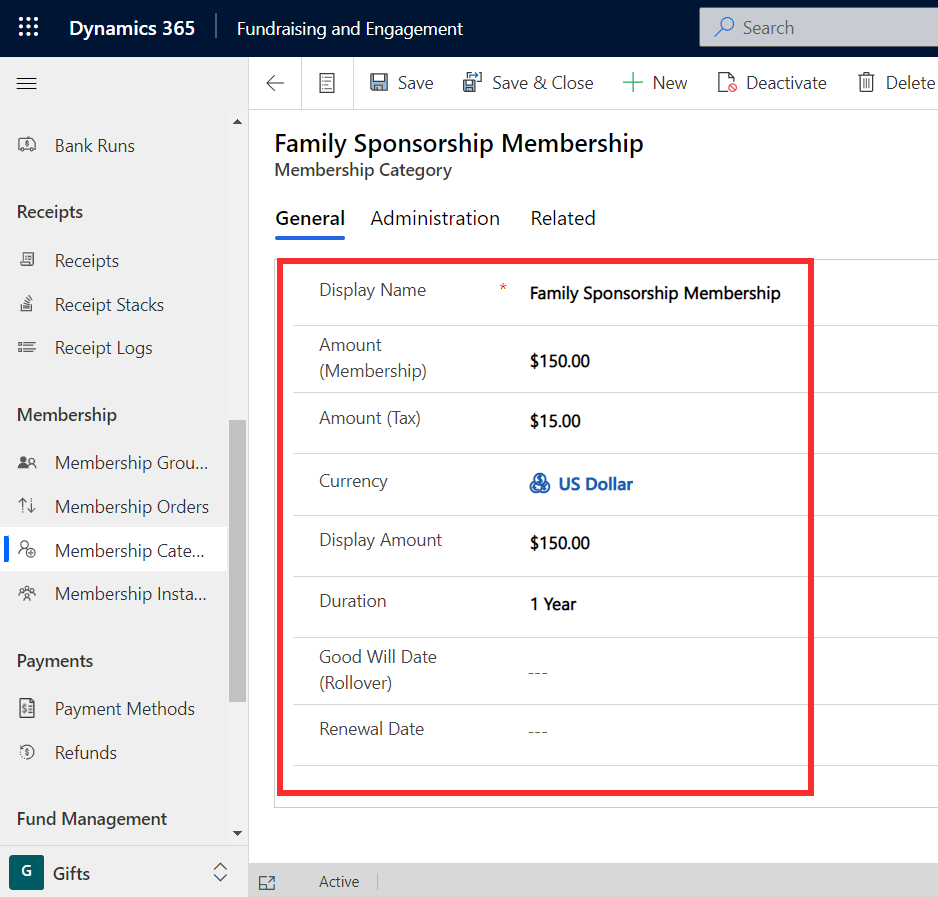 Dynamics 365 Fundraising and Engagement Search
Save Save & Close New Deactivate Delete
Bank Runs
Receipts
Receipts
Receipt Stacks
Receipt Logs
Membership
Membership Grou...
Membership Orders
Membership Cate...
Membership Insta...
Payments
Payment Methods
Refunds
Fund Management
G Gifts
Family Sponsorship Membership
Membership Category
General Administration Related
Display Name * Family Sponsorship Membership
Amount
(Membership) $150.00
Amount (Tax) $15.00
Currency US Dollar
Display Amount $150.00
Duration 1 Year
Good Will Date
(Rollover) ---
Renewal Date ---
Active